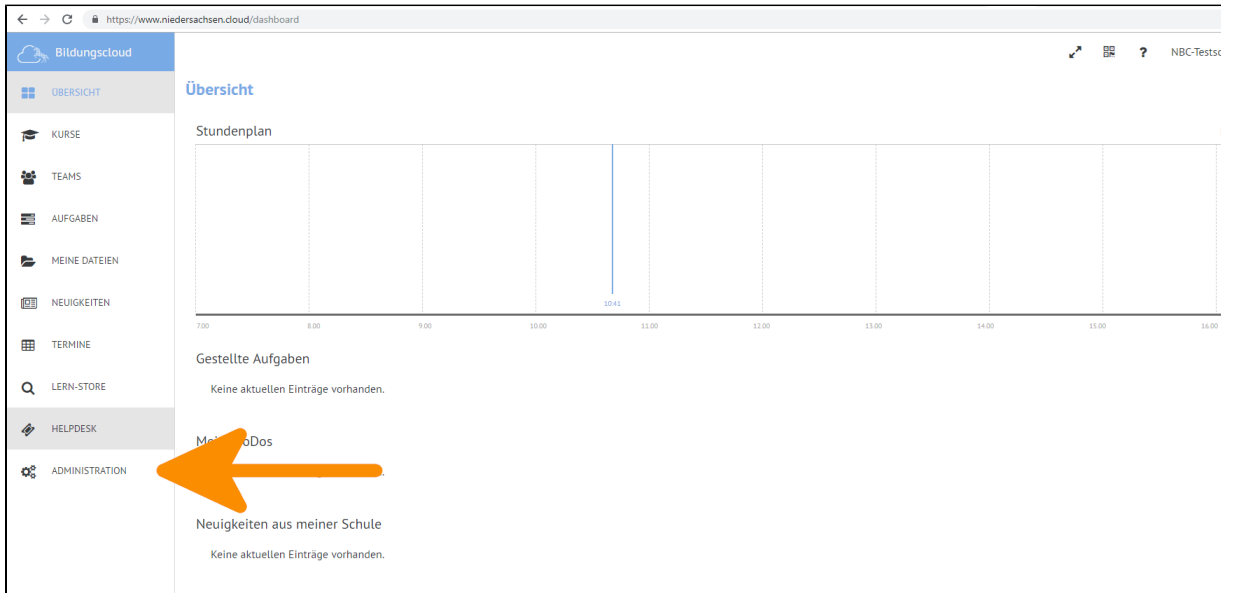 https://www.niedersachsen.cloud/dashboard
Bildungscloud
?
ÜBERSICHT
KURSE
TEAMS
AUFGABEN
MEINE DATEIEN
NEUIGKEITEN
TERMINE
LERN-STORE
HELPDESK
ADMINISTRATION
Übersicht
Stundenplan
10:41
7.00 8.00 9.00 10.00 11.00 12.00 13.00 14.00 15.00 16.00
Gestellte Aufgaben
Keine aktuellen Einträge vorhanden.
Neuigkeiten aus meiner Schule
Keine aktuellen Einträge vorhanden.